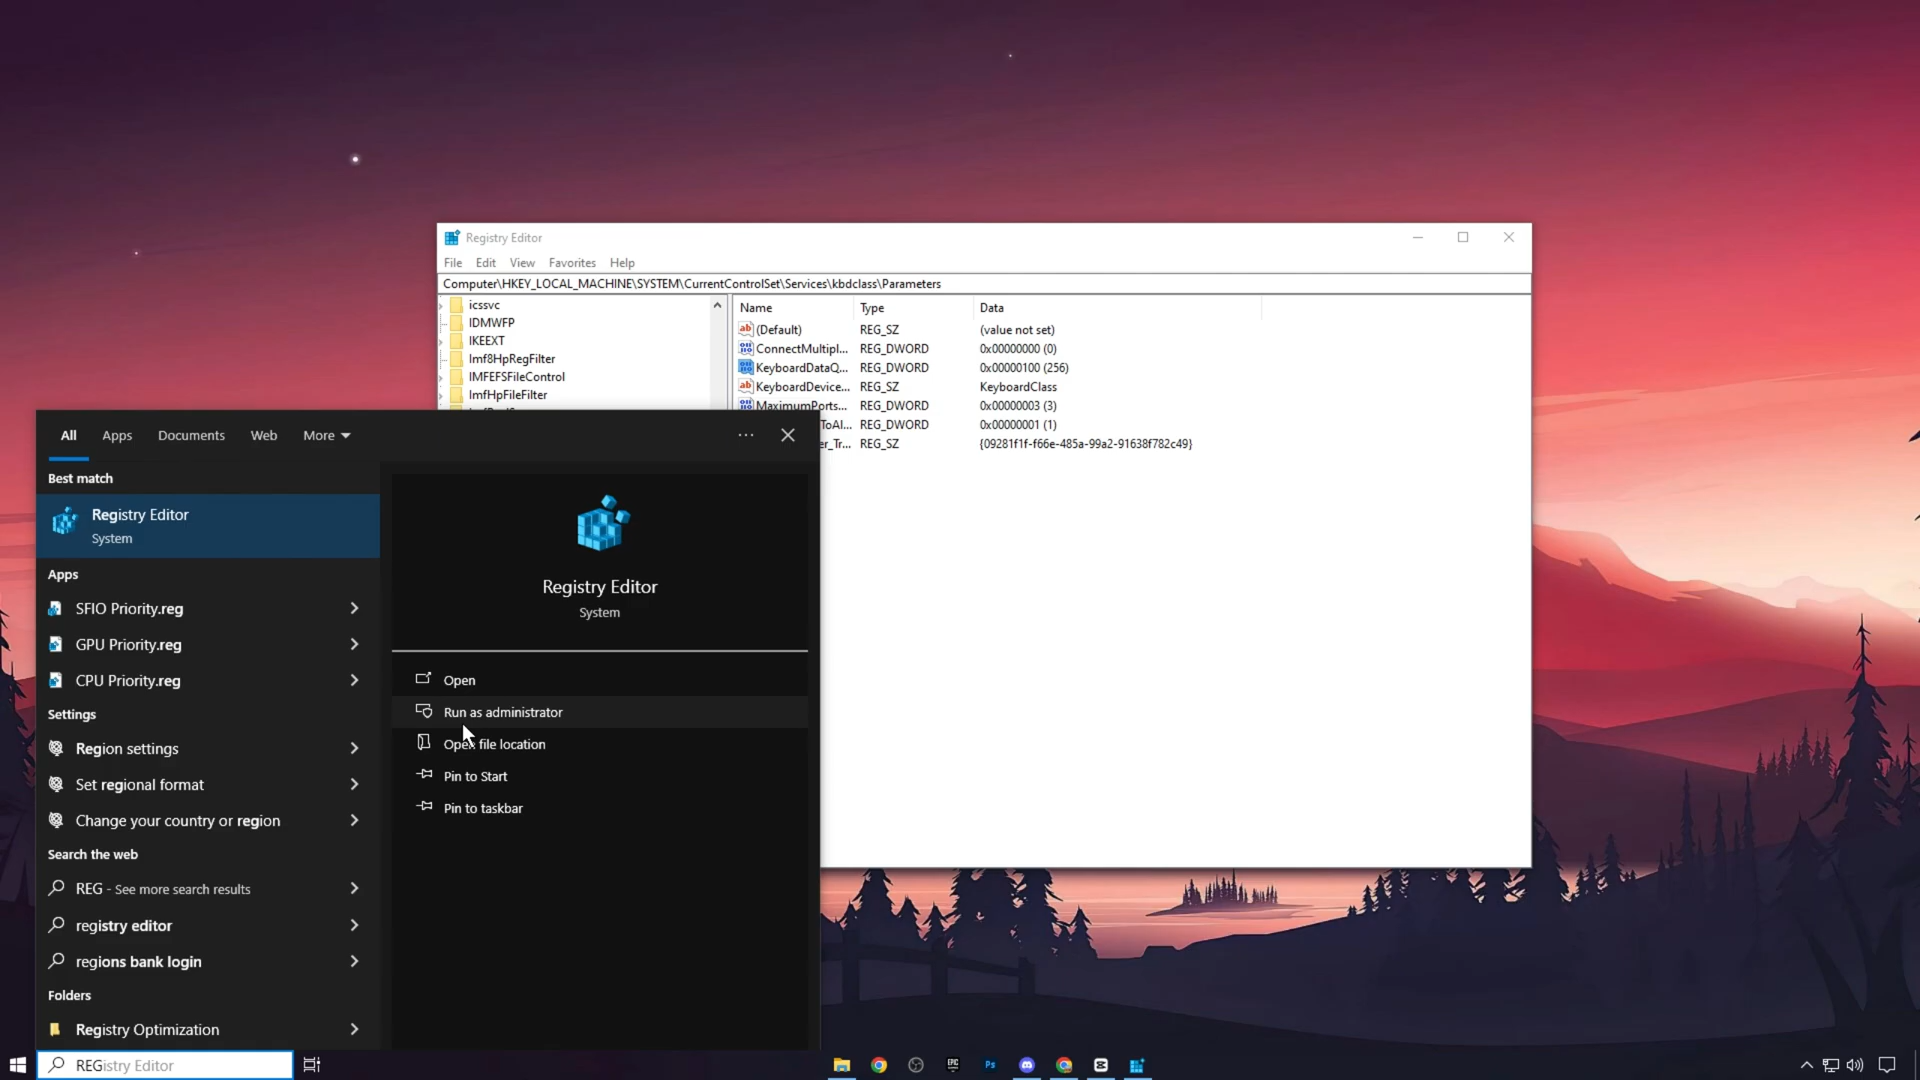 Registry Editor
File Edit View Favorites Help
Computer\HKEY_LOCAL_MACHINE\SYSTEM\CurrentControlSet\Services\kbdclass\Parameters
icssvc
IDMWFP
IKEEXT
Imf8HpRegFilter
IMFEFSFileControl
ImfHpFileFilter
Name Type Data
(Default) REG_SZ (value not set)
ConnectMultipl... REG_DWORD 0x00000000 (0)
KeyboardDataQ... REG_DWORD 0x00000100 (256)
KeyboardDevice... REG_SZ KeyboardClass
MaximumPorts... REG_DWORD 0x00000003 (3)
ToAl... REG_DWORD 0x00000001 (1)
er_Tr... REG_SZ {09281f1f-f66e-485a-99a2-91638f782c49}
All Apps Documents Web More
Best match
Registry Editor
System
Apps
SFIO Priority.reg
GPU Priority.reg
CPU Priority.reg
Settings
Region settings
Set regional format
Change your country or region
Search the web
REG - See more search results
registry editor
regions bank login
Folders
Registry Optimization
Registry Editor
System
Open
Run as administrator
Open file location
Pin to Start
Pin to taskbar
REGistry Editor
EPIC
Ps